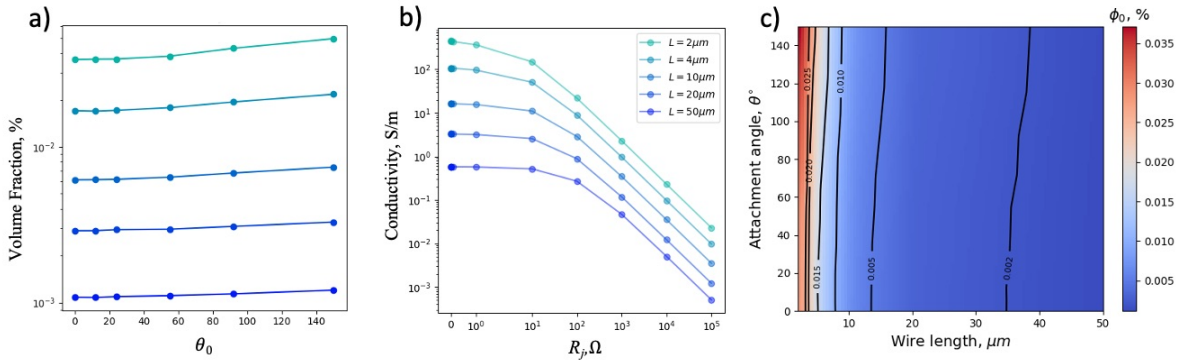 a)
Volume Fraction, %
10⁻²
10⁻³
0 20 40 60 80 100 120 140
θ₀
b)
Conductivity, S/m
10²
10¹
10⁰
10⁻¹
10⁻²
10⁻³
L = 2μm
L = 4μm
L = 10μm
L = 20μm
L = 50μm
0 10⁰ 10¹ 10² 10³ 10⁴ 10⁵
Rⱼ,Ω
c)
Attachment angle, θ°
140
120
100
80
60
40
20
0
0.025
0.020
0.015
0.010
0.005
0.002
10 20 30 40 50
Wire length, μm
ϕ₀, %
0.035
0.030
0.025
0.020
0.015
0.010
0.005